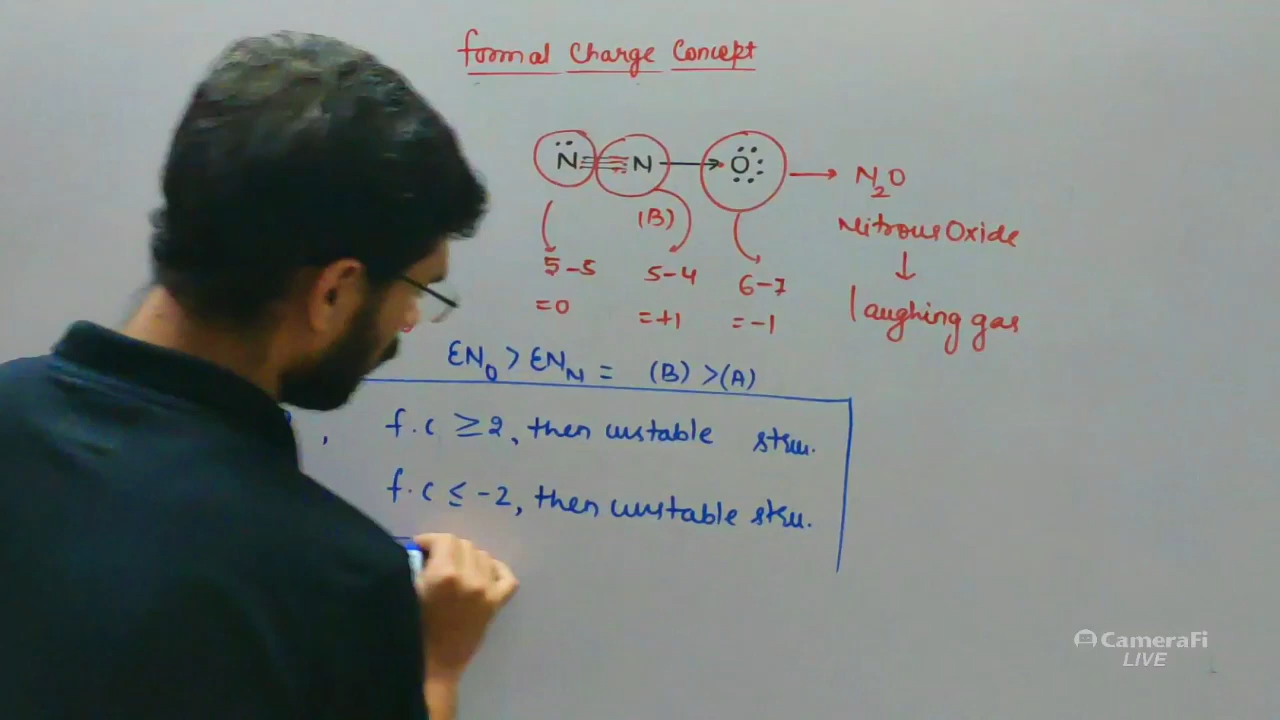 Formal Charge Concept
N≡N→O → N2O
(B)
Nitrous Oxide
↓
laughing gas
5-5 5-4 6-7
=0 =+1 =-1
EN_O > EN_N = (B) > (A)
, f.c ≥ 2, then unstable stru.
f.c ≤ -2, then unstable stru.
CameraFi
LIVE